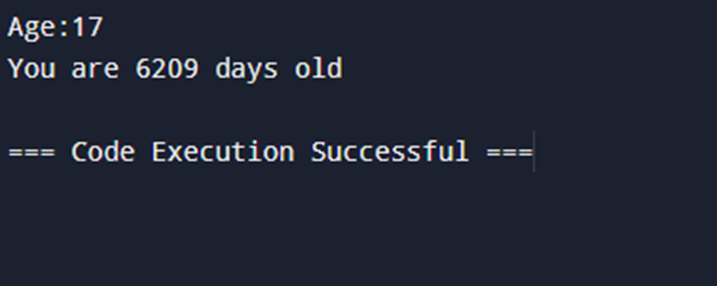 Age:17
You are 6209 days old
=== Code Execution Successful ===